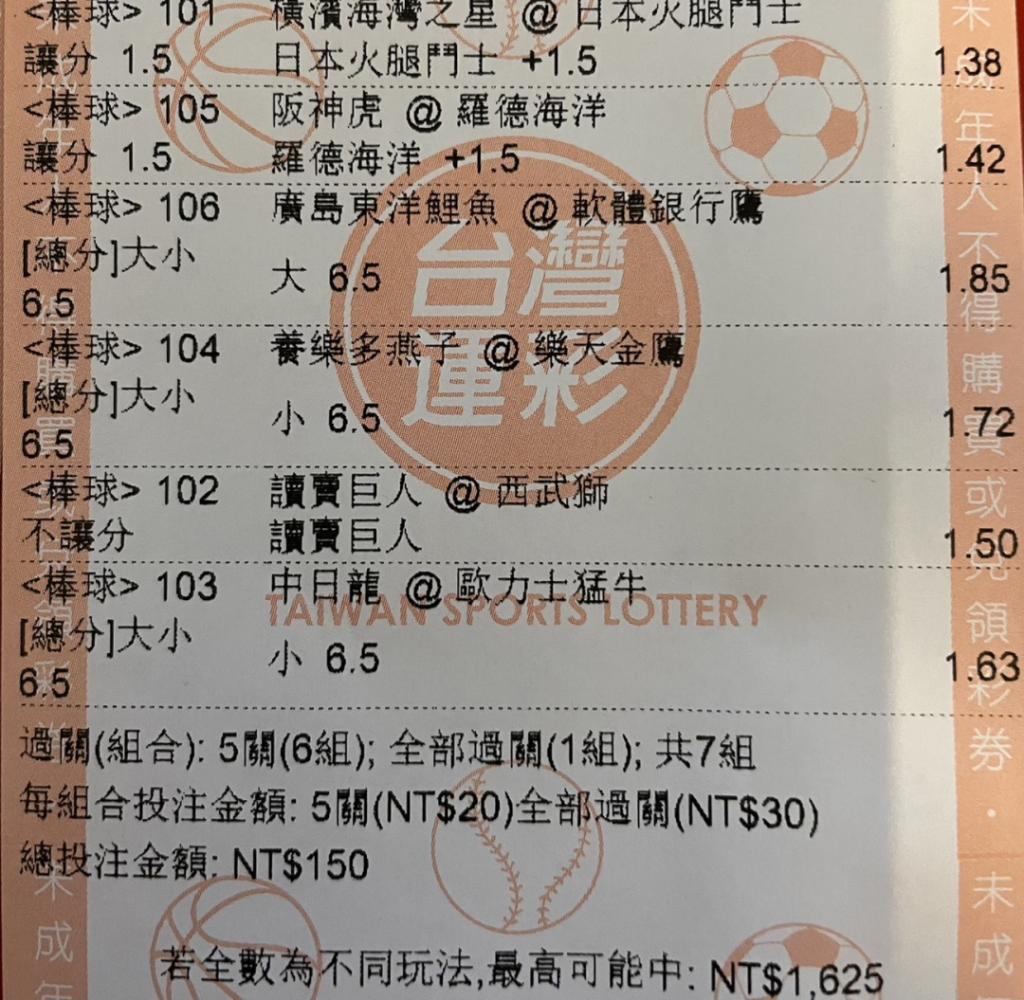 <棒球> 101 橫濱海灣之星 @ 日本火腿鬥士
讓分 1.5 日本火腿鬥士 +1.5 1.38
<棒球> 105 阪神虎 @ 羅德海洋
讓分 1.5 羅德海洋 +1.5 1.42
<棒球> 106 廣島東洋鯉魚 @ 軟體銀行鷹
[總分]大小
6.5 大 6.5 1.85
<棒球> 104 養樂多燕子 @ 樂天金鷹
[總分]大小
6.5 小 6.5 1.72
<棒球> 102 讀賣巨人 @ 西武獅
不讓分 讀賣巨人 1.50
<棒球> 103 中日龍 @ 歐力士猛牛
[總分]大小
6.5 小 6.5 1.63
過關(組合): 5關(6組); 全部過關(1組); 共7組
每組合投注金額: 5關(NT$20)全部過關(NT$30)
總投注金額: NT$150
若全數為不同玩法,最高可能中: NT$1,625
台灣
運彩
TAIWAN SPORTS LOTTERY
未成年人不得購買或兌領彩券・未成